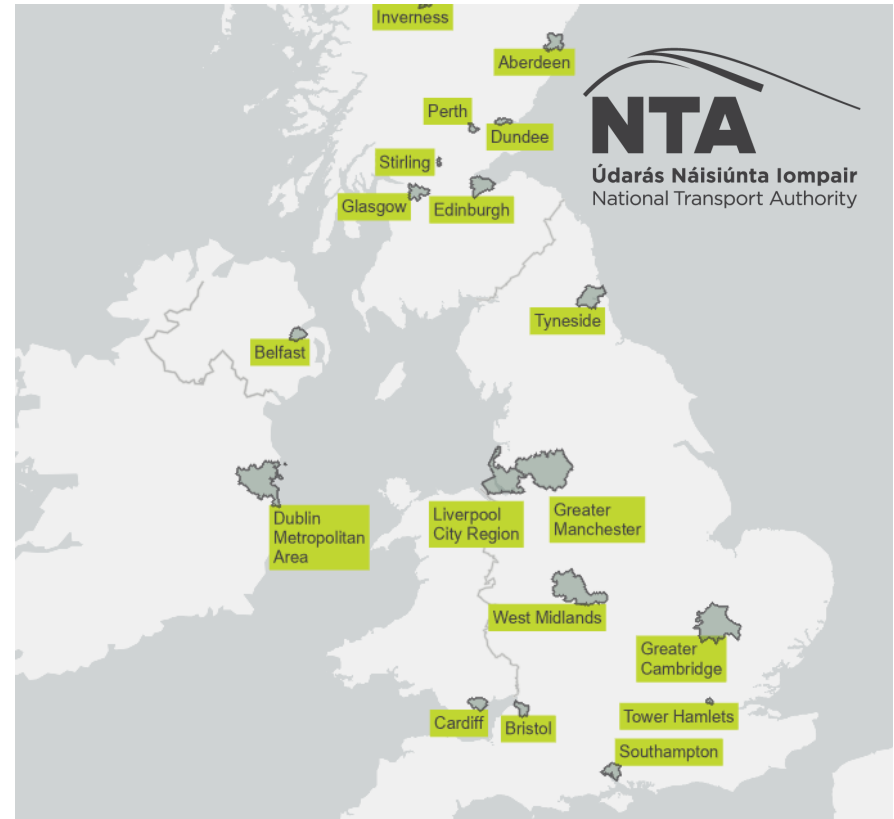 Inverness
Aberdeen
NTA
Údarás Náisiúnta Iompair
National Transport Authority
Perth
Dundee
Stirling
Glasgow
Edinburgh
Tyneside
Belfast
Dublin
Metropolitan
Area
Liverpool
City Region
Greater
Manchester
West Midlands
Greater
Cambridge
Cardiff
Bristol
Tower Hamlets
Southampton